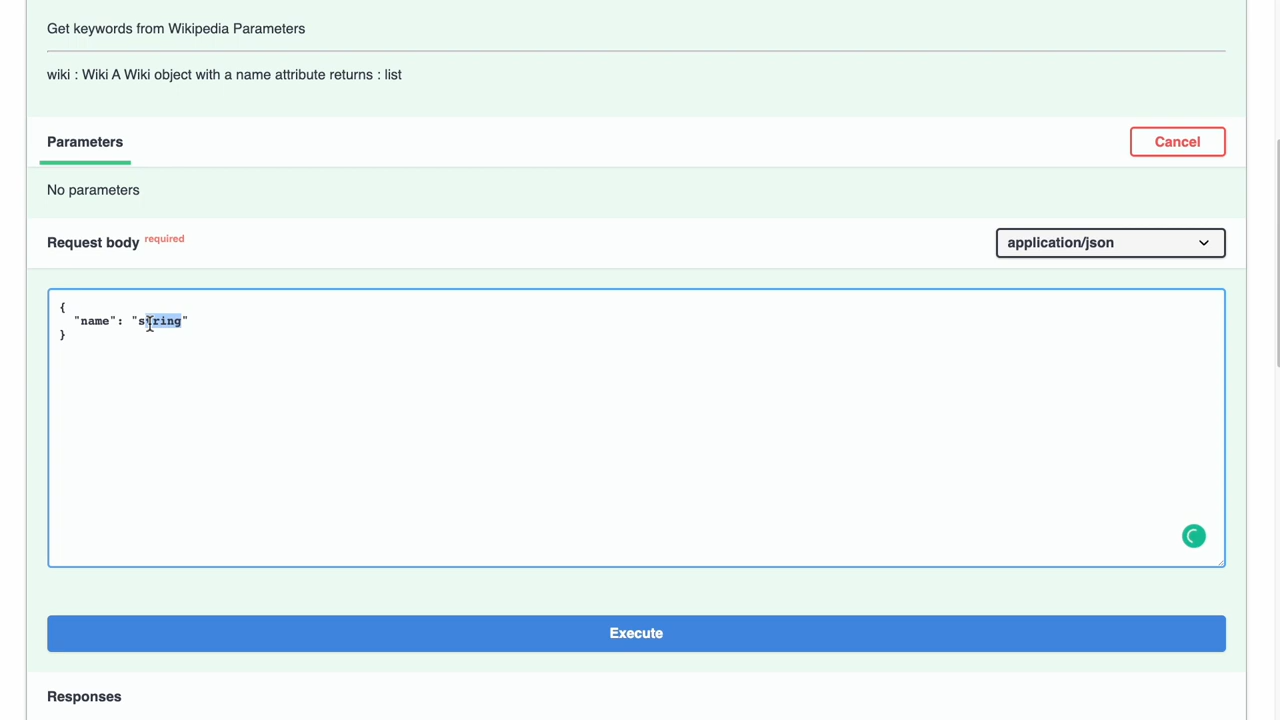 Get keywords from Wikipedia Parameters
wiki : Wiki A Wiki object with a name attribute returns : list
Parameters
Cancel
No parameters
Request body required
application/json
{
"name": "string"
}
Execute
Responses